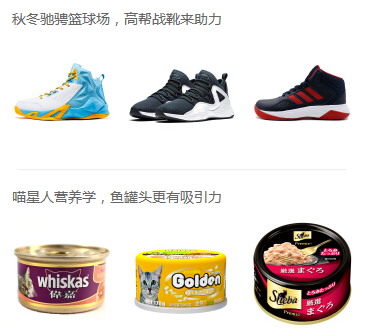 秋冬驰骋篮球场，高帮战靴来助力
喵星人营养学，鱼罐头更有吸引力
whiskas
偉嘉
Golden
Sheba
厳選まぐろ
Sheba
厳選
まぐろ